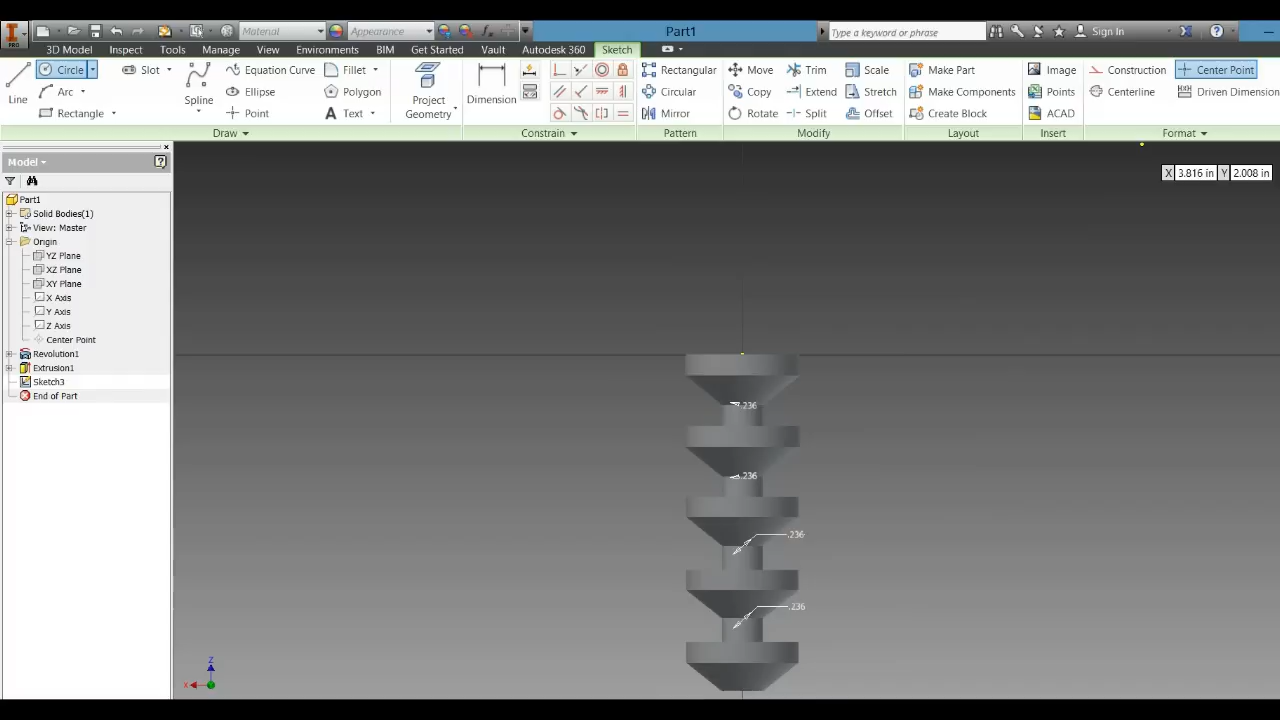 PRO
Material
Appearance
Part1
Type a keyword or phrase
Sign In
3D Model Inspect Tools Manage View Environments BIM Get Started Vault Autodesk 360 Sketch
Line
Circle
Arc
Rectangle
Slot
Spline
Equation Curve
Ellipse
Point
Fillet
Polygon
Text
Project
Geometry
Dimension
Rectangular
Circular
Mirror
Move
Copy
Rotate
Trim
Extend
Split
Scale
Stretch
Offset
Make Part
Make Components
Create Block
Image
Points
ACAD
Construction
Centerline
Center Point
Driven Dimension
Draw Constrain Pattern Modify Layout Insert Format
Model
Part1
Solid Bodies(1)
View: Master
Origin
YZ Plane
XZ Plane
XY Plane
X Axis
Y Axis
Z Axis
Center Point
Revolution1
Extrusion1
Sketch3
End of Part
X 3.816 in Y 2.008 in
.236
.236
.236
.236
Z
X